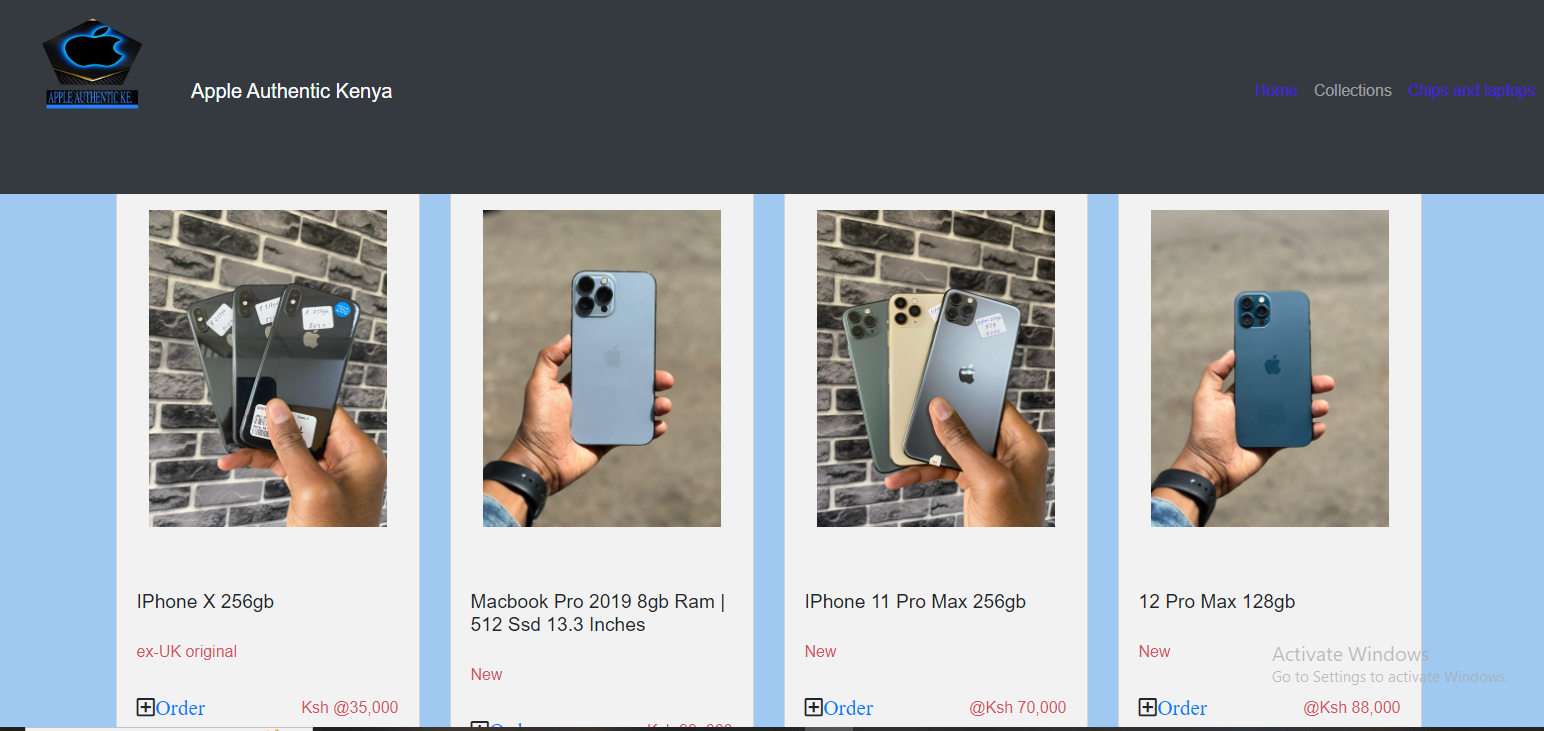 APPLE AUTHENTIC KE.
Apple Authentic Kenya
Home
Collections
Chips and laptops
IPhone X 256gb
ex-UK original
Order
Ksh @35,000
Macbook Pro 2019 8gb Ram |
512 Ssd 13.3 Inches
New
IPhone 11 Pro Max 256gb
New
Order
@Ksh 70,000
12 Pro Max 128gb
New
Order
@Ksh 88,000
Activate Windows
Go to Settings to activate Windows.